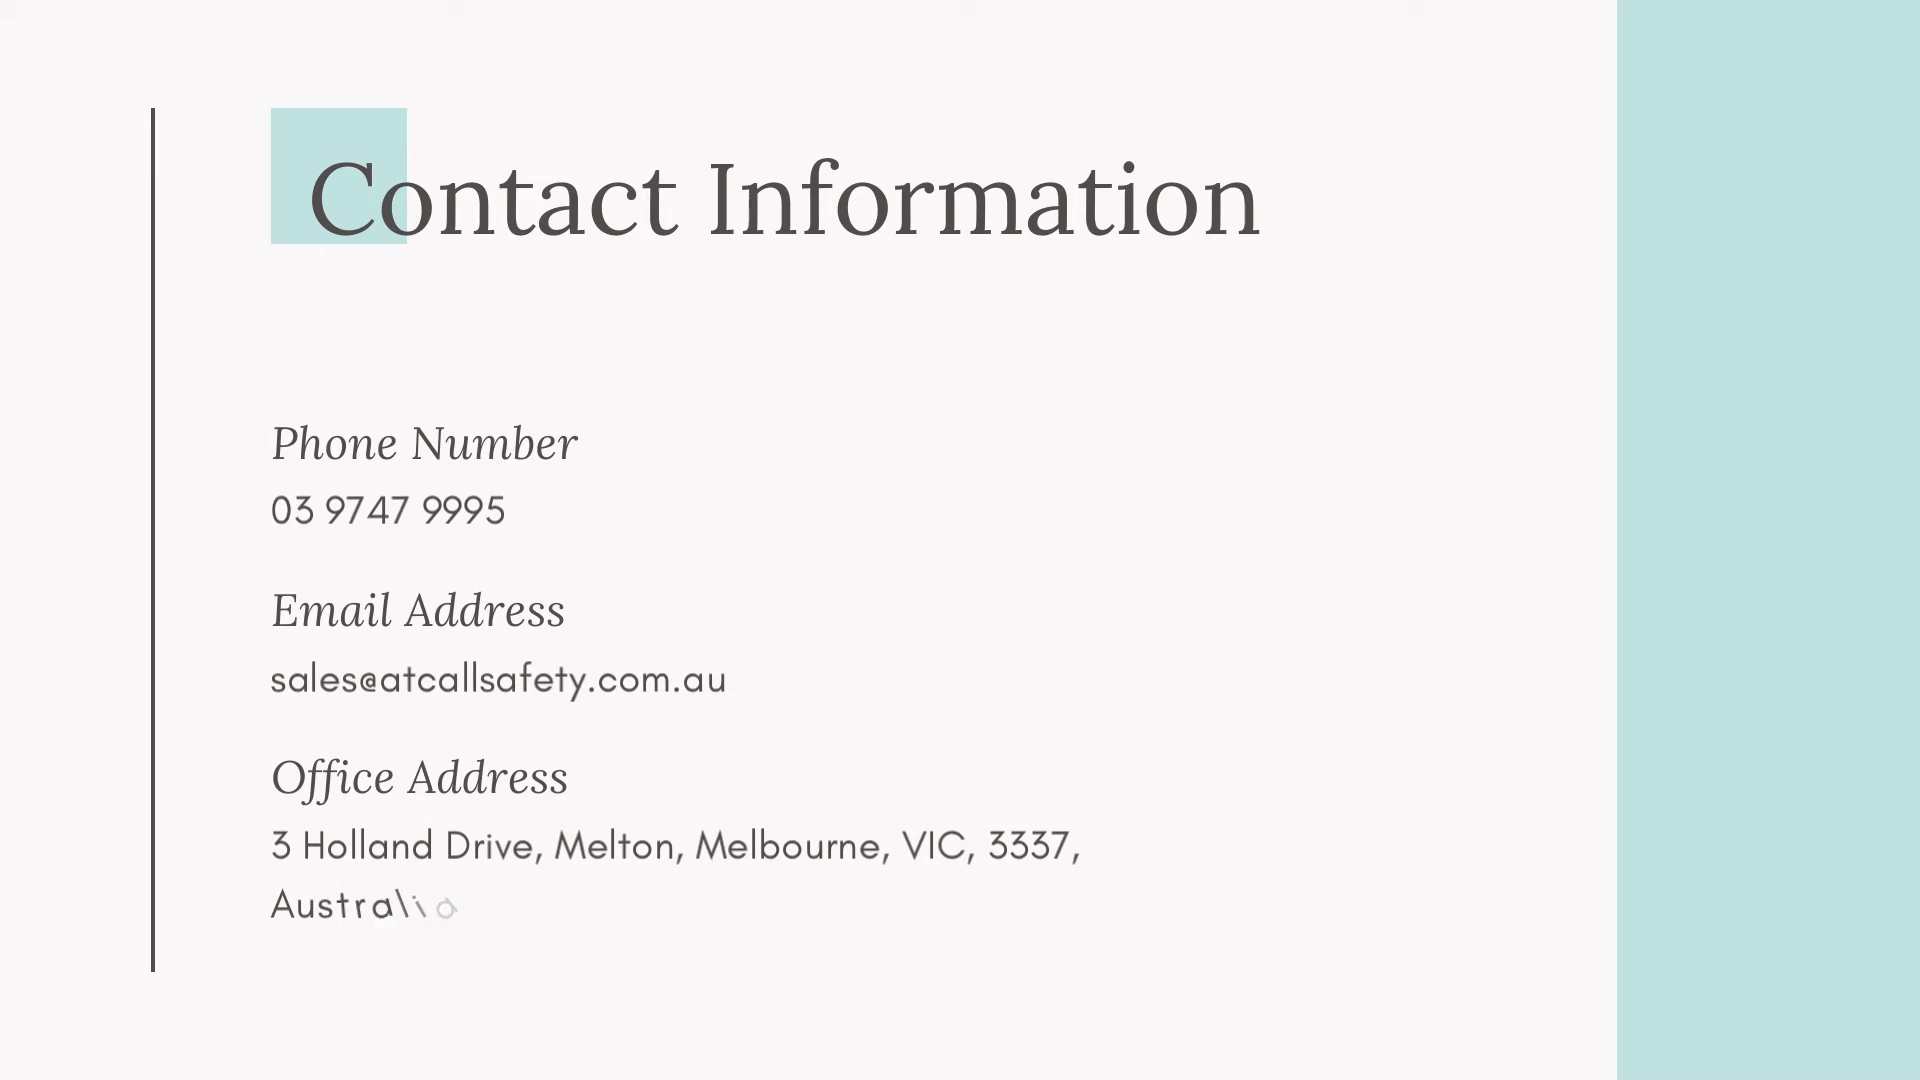 Contact Information
Phone Number
03 9747 9995
Email Address
sales@atcallsafety.com.au
Office Address
3 Holland Drive, Melton, Melbourne, VIC, 3337,
Australia